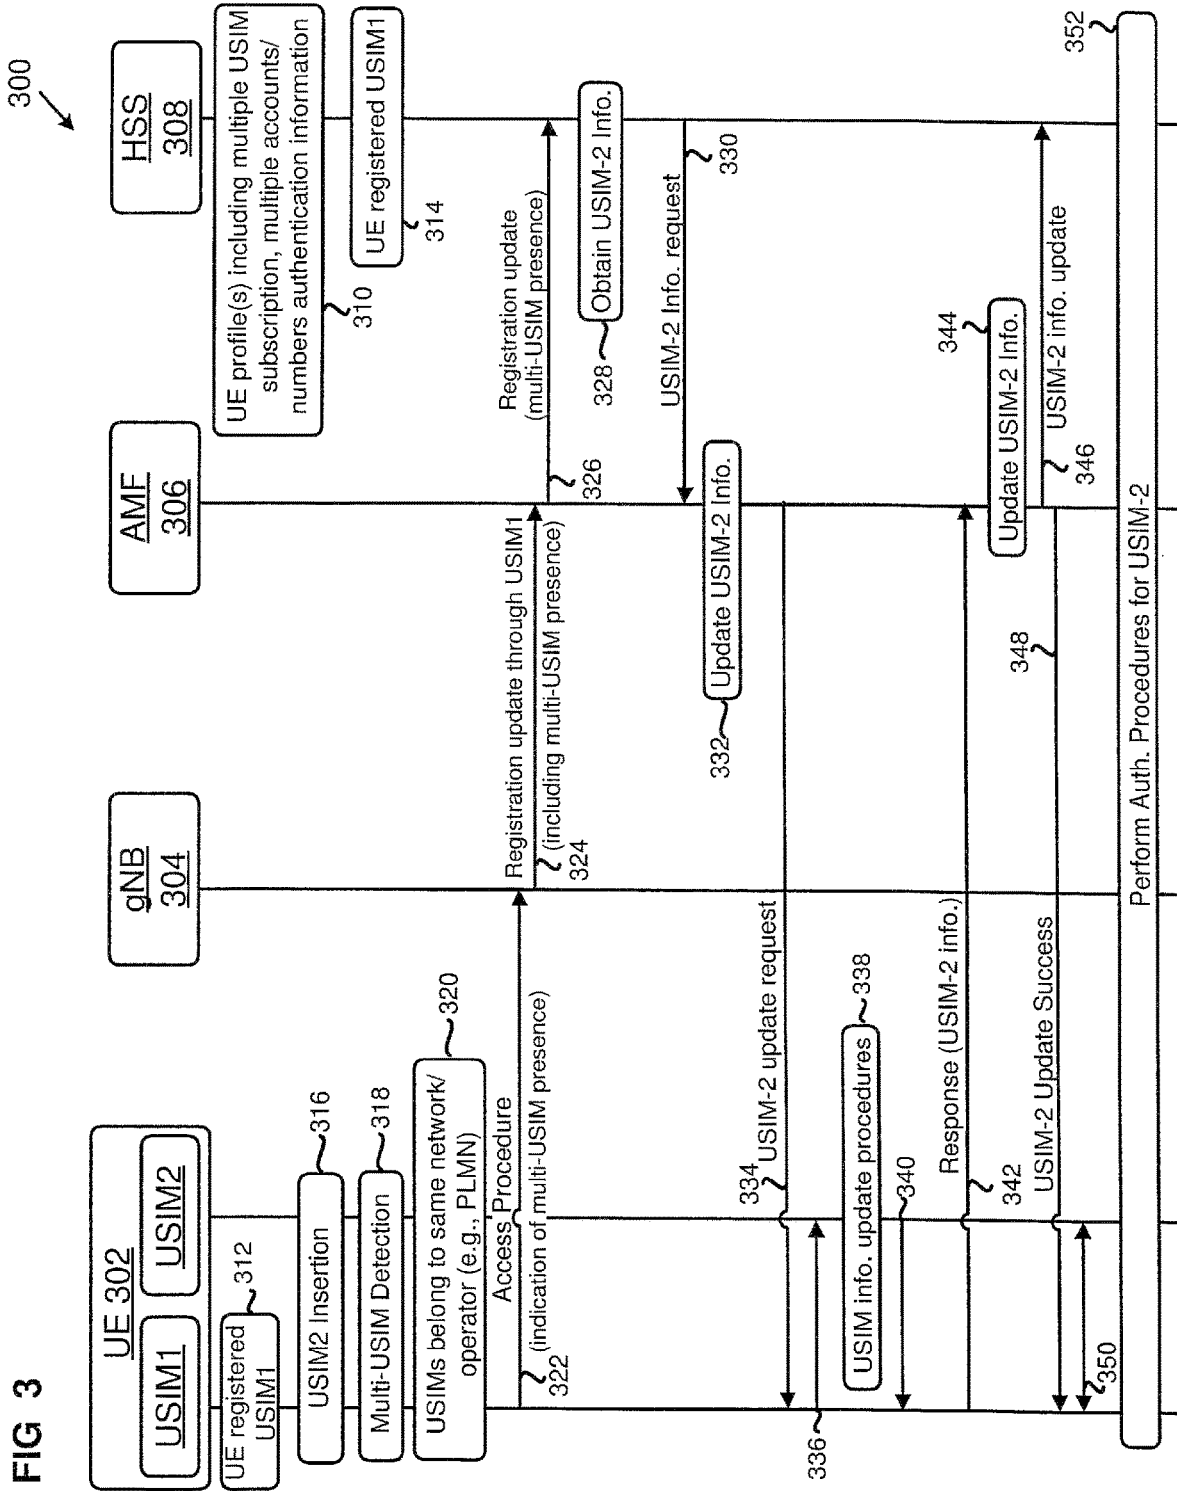 FIG 3
300
UE 302
USIM1
USIM2
gNB
304
AMF
306
HSS
308
UE profile(s) including multiple USIM
subscription, multiple accounts/
numbers authentication information
310
UE registered
USIM1
312
UE registered USIM1
314
USIM2 Insertion
316
Multi-USIM Detection
318
USIMs belong to same network/
operator (e.g., PLMN)
320
Access Procedure
(indication of multi-USIM presence)
322
Registration update through USIM1
(including multi-USIM presence)
324
Registration update
(multi-USIM presence)
326
Obtain USIM-2 Info.
328
USIM-2 Info. request
330
Update USIM-2 Info.
332
USIM-2 update request
334
336
USIM info. update procedures
338
340
Response (USIM-2 info.)
342
Update USIM-2 Info.
344
USIM-2 info. update
346
USIM-2 Update Success
348
350
Perform Auth. Procedures for USIM-2
352